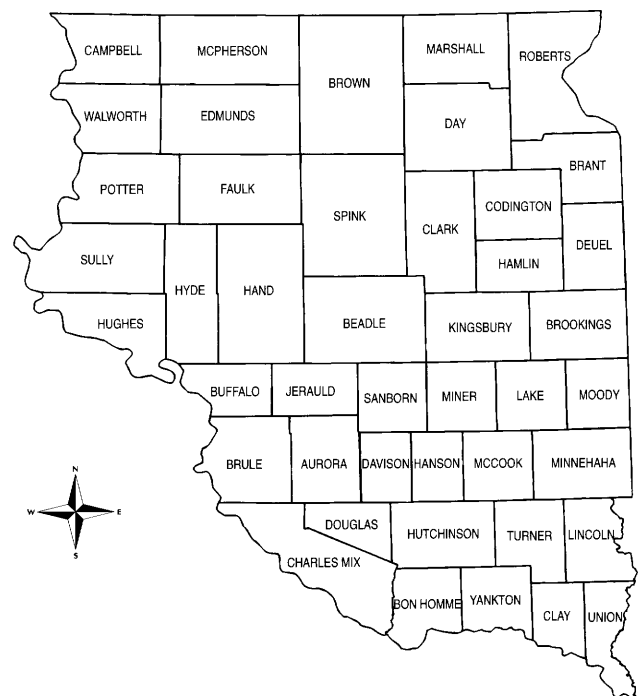 CAMPBELL
MCPHERSON
BROWN
MARSHALL
ROBERTS
WALWORTH
EDMUNDS
DAY
POTTER
FAULK
SPINK
CLARK
CODINGTON
BRANT
SULLY
HYDE
HAND
HAMLIN
DEUEL
HUGHES
BEADLE
KINGSBURY
BROOKINGS
BUFFALO
JERAULD
SANBORN
MINER
LAKE
MOODY
BRULE
AURORA
DAVISON
HANSON
MCCOOK
MINNEHAHA
N
W
E
S
DOUGLAS
HUTCHINSON
TURNER
LINCOLN
CHARLES MIX
BON HOMME
YANKTON
CLAY
UNION